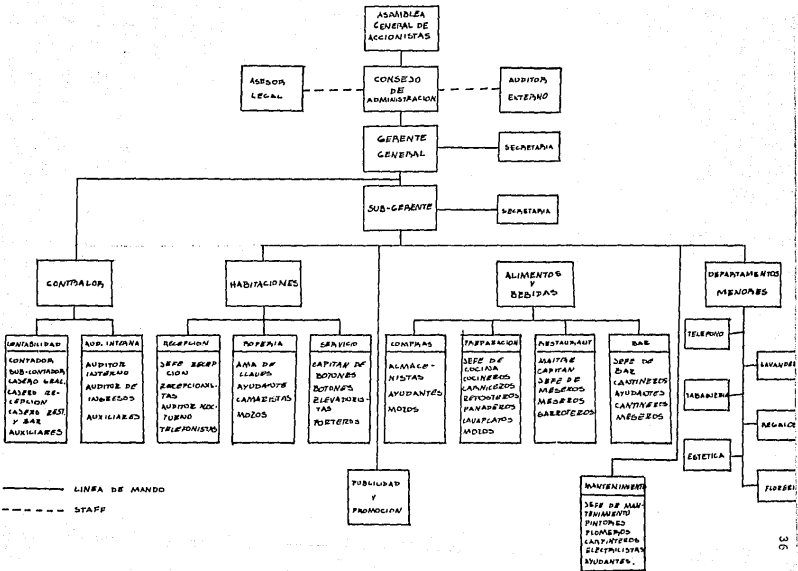 ASAMBLEA
GENERAL DE
ACCIONISTAS
ASESOR
LEGAL
CONSEJO
DE
ADMINISTRACION
AUDITOR
EXTERNO
GERENTE
GENERAL
SECRETARIA
SUB-GERENTE
SECRETARIA
CONTRALOR
HABITACIONES
ALIMENTOS
Y
BEBIDAS
DEPARTAMENTOS
MENORES
CONTABILIDAD
CONTADOR
SUB-CONTADOR
CAJERO GRAL.
CAJERO RE-
CEPCION
CAJERO REST.
Y BAR
AUXILIARES
AUD. INTERNA
AUDITOR
INTERNO
AUDITOR DE
INGRESOS
AUXILIARES
RECEPCION
JEFE RECEP
CION
RECEPCIONIS-
TAS
AUDITOR NOC-
TURNO
TELEFONISTAS
ROPERIA
AMA DE
LLAVES
AYUDANTE
CAMARISTAS
MOZOS
SERVICIO
CAPITAN DE
BOTONES
BOTONES
ELEVADORIS-
TAS
PORTEROS
COMPRAS
ALMACE-
NISTAS
AYUDANTES
MOZOS
PREPARACION
JEFE DE
COCINA
COCINEROS
CARNICEROS
REPOSTEROS
PANADEROS
LAVAPLATOS
MOZOS
RESTAURANT
MAITRE
CAPITAN
JEFE DE
MESEROS
MESEROS
GARROTEROS
BAR
JEFE DE
BAR
CANTINEROS
AYUDANTES
CANTINEROS
MESEROS
TELEFONO
LAVANDER
TABAQUERIA
REGALOS
ESTETICA
FLORERI
PUBLICIDAD
Y
PROMOCION
MANTENIMIENTO
JEFE DE MAN-
TENIMIENTO
PINTORES
PLOMEROS
CARPINTEROS
ELECTRICISTAS
AYUDANTES.
LINEA DE MANDO
STAFF
36